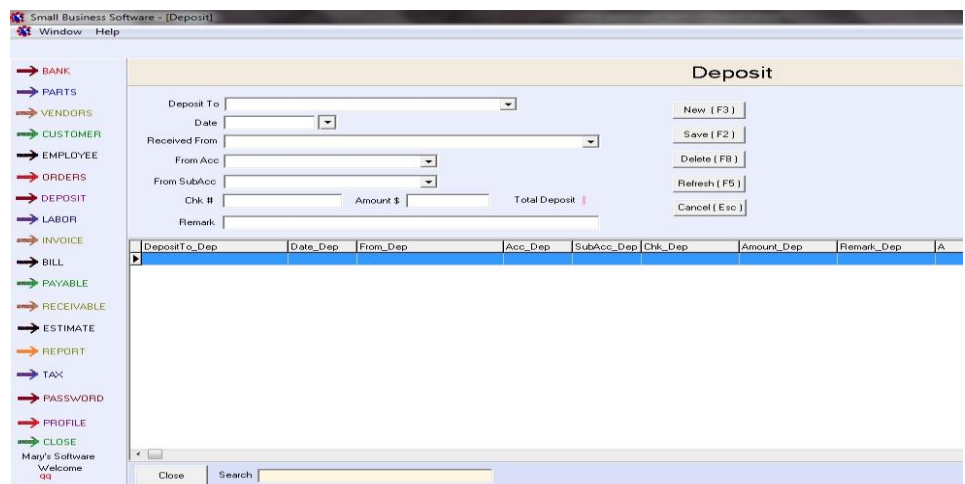 Small Business Software - [Deposit]
Window Help
BANK
PARTS
VENDORS
CUSTOMER
EMPLOYEE
ORDERS
DEPOSIT
LABOR
INVOICE
BILL
PAYABLE
RECEIVABLE
ESTIMATE
REPORT
TAX
PASSWORD
PROFILE
CLOSE
Mary's Software
Welcome
qq
Deposit
Deposit To
Date
Received From
From Acc
From SubAcc
Chk # Amount $ Total Deposit
Remark
New ( F3 )
Save ( F2 )
Delete ( F8 )
Refresh ( F5 )
Cancel ( Esc )
DepositTo_Dep Date_Dep From_Dep Acc_Dep SubAcc_Dep Chk_Dep Amount_Dep Remark_Dep A
Close Search